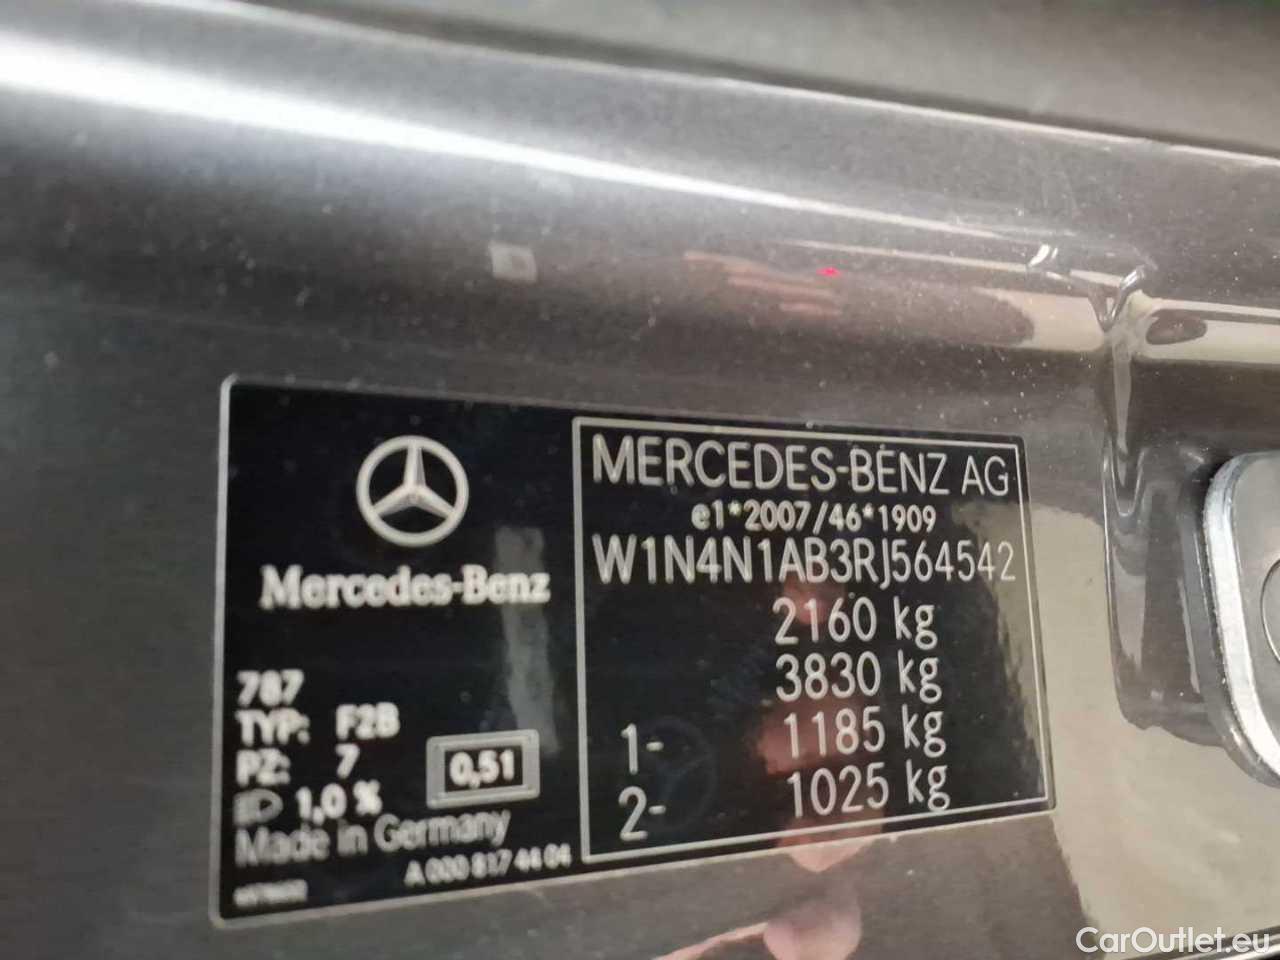 Mercedes-Benz
787
TYP: F2B
PZ: 7
1,0 %
0,51
Made in Germany
A 000 817 44 04
MERCEDES-BENZ AG
e1*2007/46*1909
W1N4N1AB3RJ564542
2160 kg
3830 kg
1- 1185 kg
2- 1025 kg
CarOutlet.eu